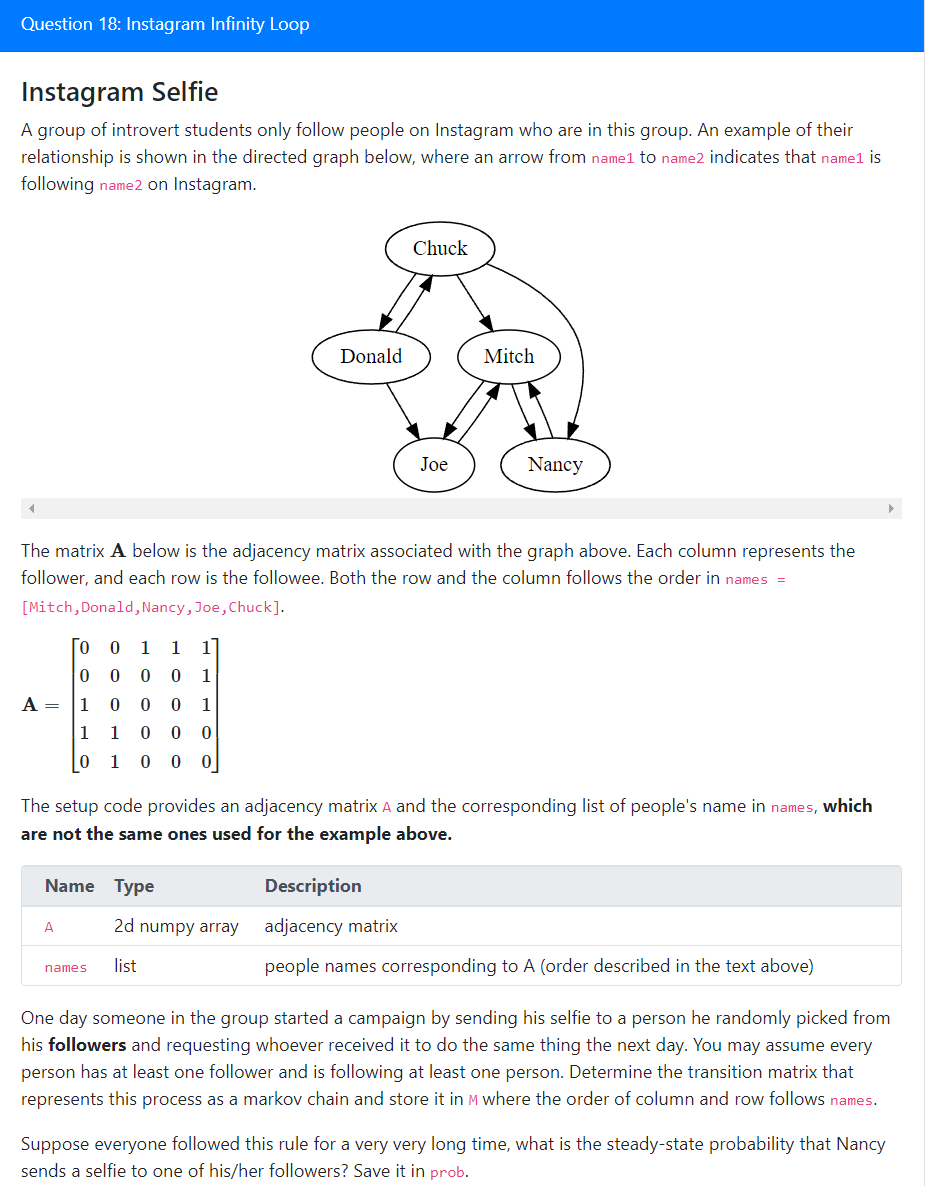 Question 18: Instagram Infinity Loop
Instagram Selfie
A group of introvert students only follow people on Instagram who are in this group. An example of their
relationship is shown in the directed graph below, where an arrow from name1 to name2 indicates that name1 is
following name2 on Instagram.
Chuck
Donald
Mitch
Joe
Nancy
The matrix A below is the adjacency matrix associated with the graph above. Each column represents the
follower, and each row is the followee. Both the row and the column follows the order in names =
[Mitch,Donald,Nancy,Joe,Chuck].
0 0 1 1 1
0 0 0 0 1
A = 1 0 0 0 1
1 1 0 0 0
0 1 0 0 0
The setup code provides an adjacency matrix A and the corresponding list of people's name in names, which
are not the same ones used for the example above.
Name Type Description
A 2d numpy array adjacency matrix
names list people names corresponding to A (order described in the text above)
One day someone in the group started a campaign by sending his selfie to a person he randomly picked from
his followers and requesting whoever received it to do the same thing the next day. You may assume every
person has at least one follower and is following at least one person. Determine the transition matrix that
represents this process as a markov chain and store it in M where the order of column and row follows names.
Suppose everyone followed this rule for a very very long time, what is the steady-state probability that Nancy
sends a selfie to one of his/her followers? Save it in prob.